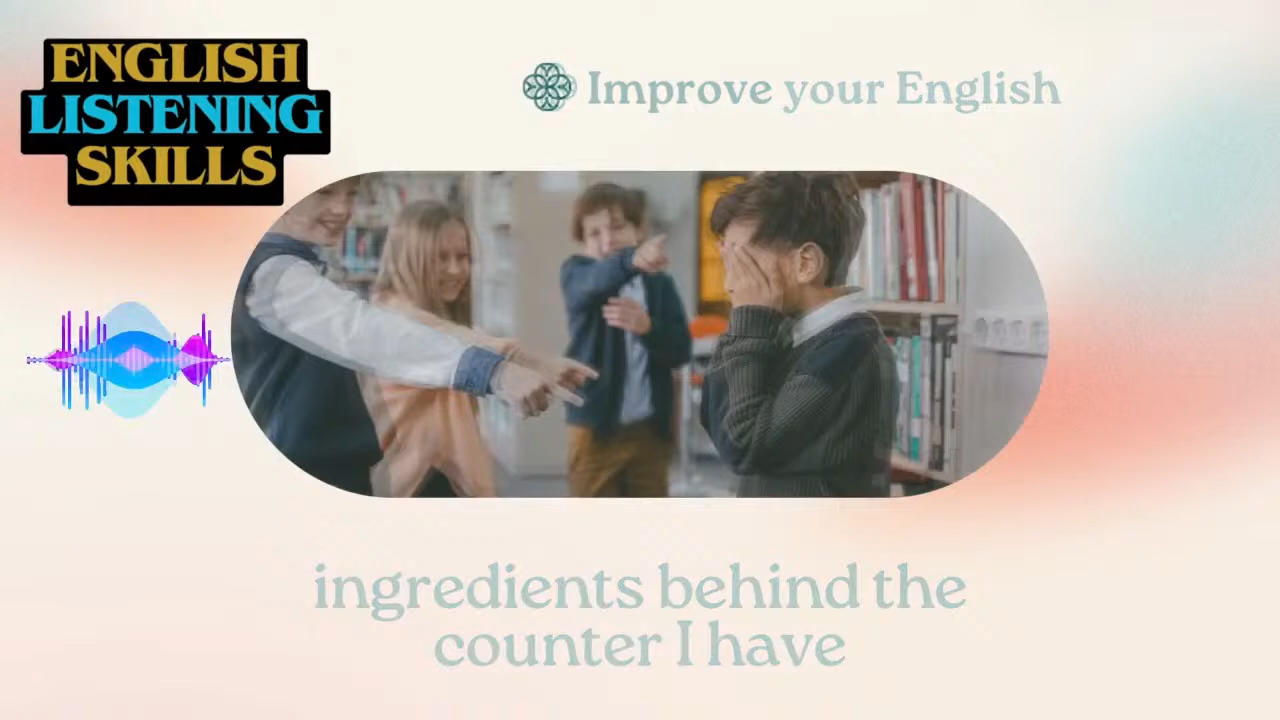 ENGLISH
LISTENING
SKILLS
Improve your English
ingredients behind the
counter I have